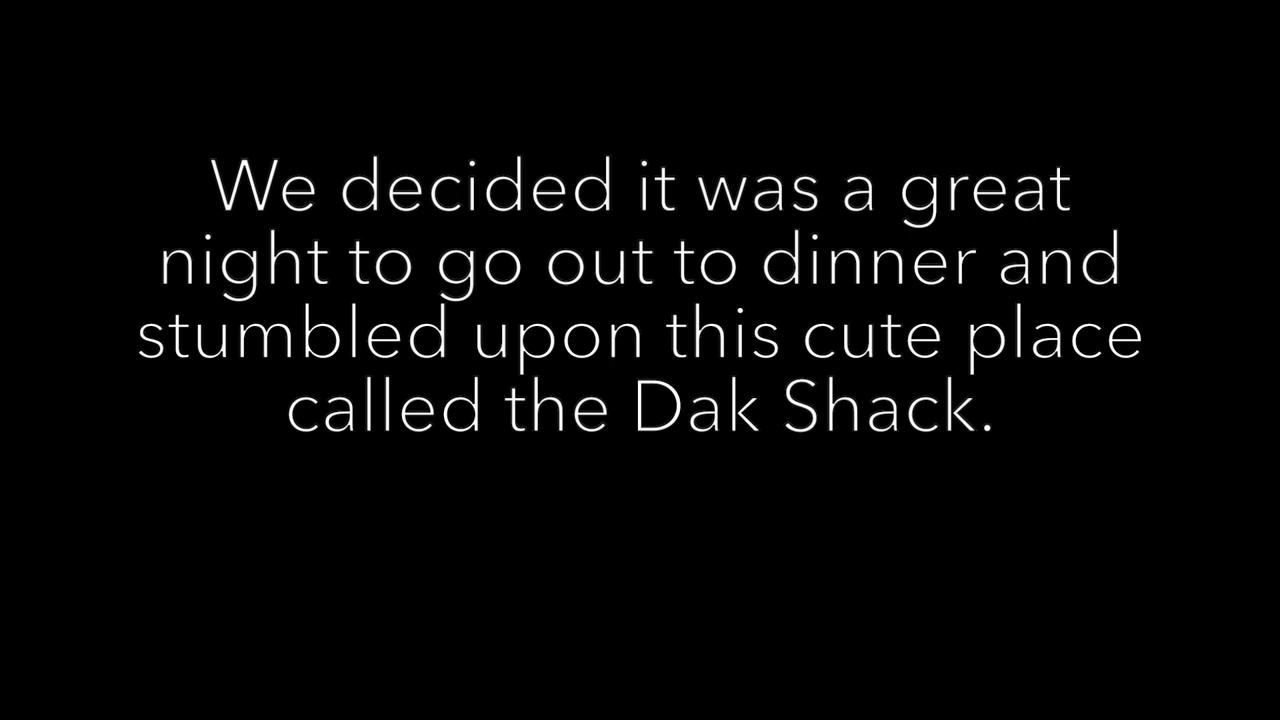 We decided it was a great
night to go out to dinner and
stumbled upon this cute place
called the Dak Shack.